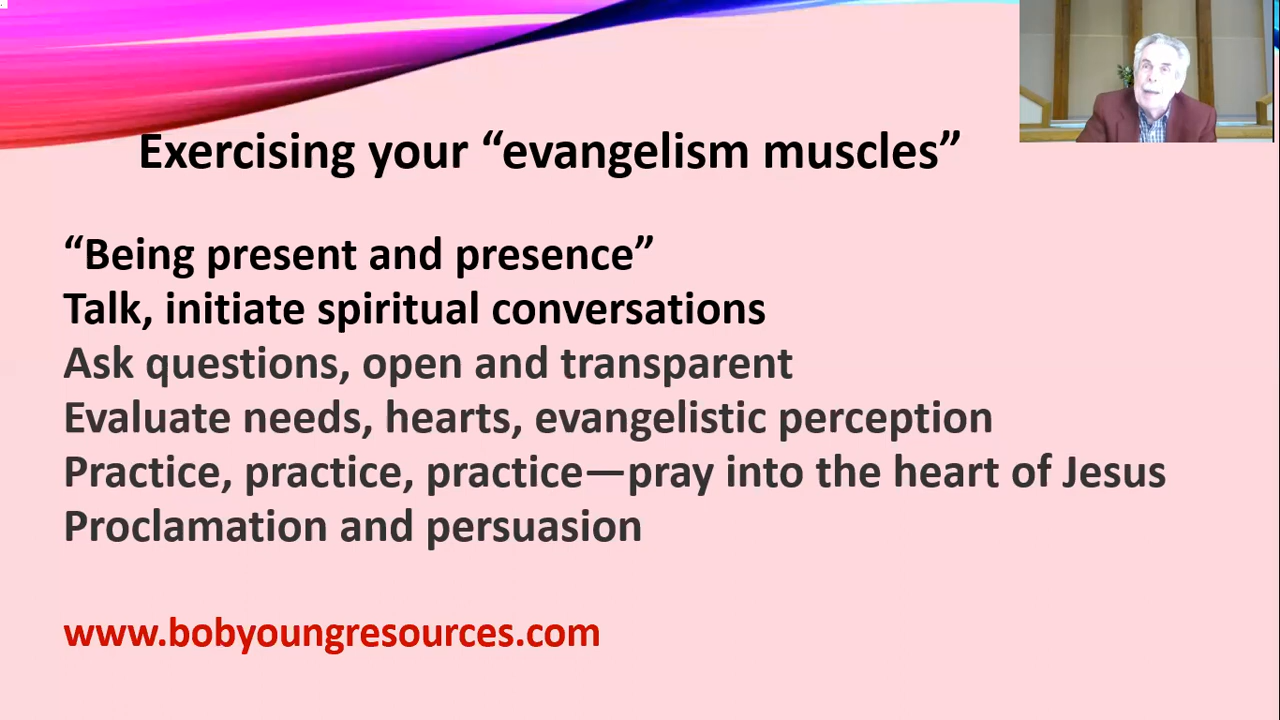 Exercising your “evangelism muscles”
“Being present and presence”
Talk, initiate spiritual conversations
Ask questions, open and transparent
Evaluate needs, hearts, evangelistic perception
Practice, practice, practice—pray into the heart of Jesus
Proclamation and persuasion
www.bobyoungresources.com